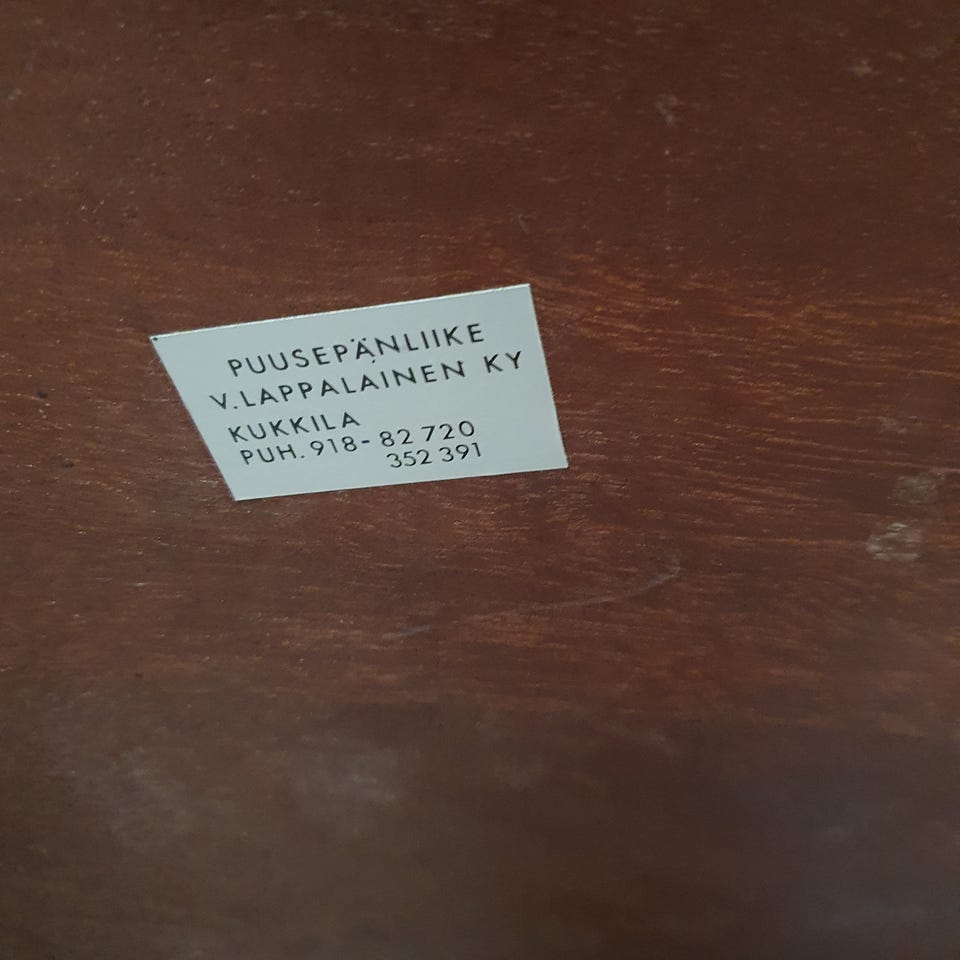 PUUSEPÄNLIIKE
V.LAPPALAINEN KY
KUKKILA
PUH. 918- 82 720
352 391